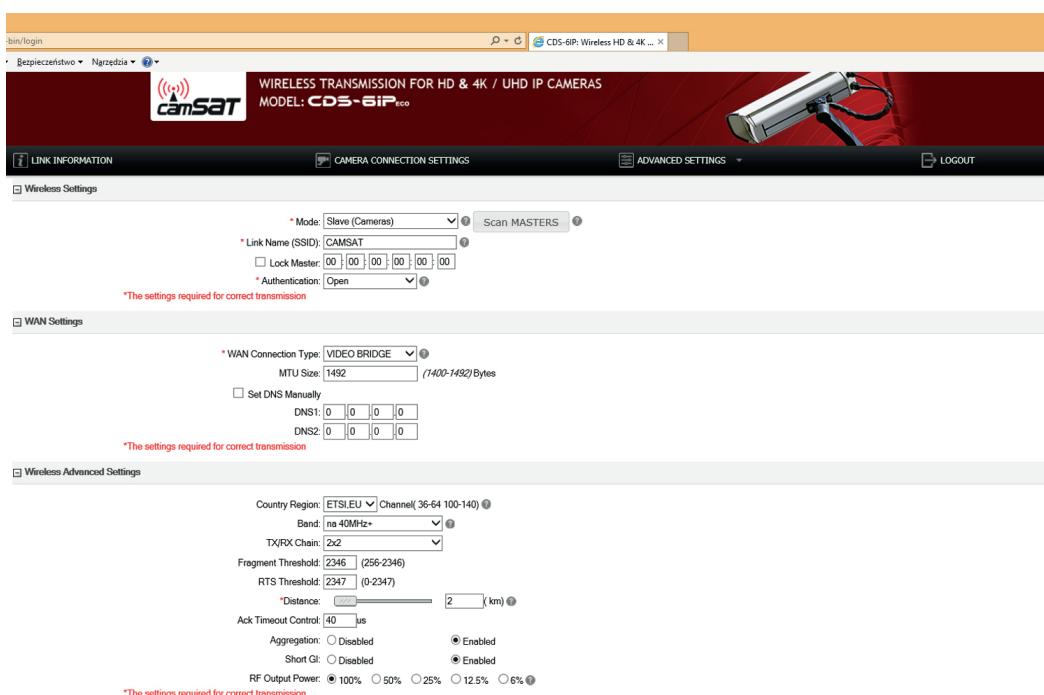 -bin/login
CDS-6IP: Wireless HD & 4K ... ×
Bezpieczeństwo Narzędzia
camSAT
WIRELESS TRANSMISSION FOR HD & 4K / UHD IP CAMERAS
MODEL: CDS-6IP ECO
LINK INFORMATION CAMERA CONNECTION SETTINGS ADVANCED SETTINGS LOGOUT
Wireless Settings
* Mode: Slave (Cameras) Scan MASTERS
* Link Name (SSID): CAMSAT
Lock Master: 00 : 00 : 00 : 00 : 00 : 00
* Authentication: Open
*The settings required for correct transmission
WAN Settings
* WAN Connection Type: VIDEO BRIDGE
MTU Size: 1492 (1400-1492) Bytes
Set DNS Manually
DNS1: 0 .0 .0 .0
DNS2: 0 .0 .0 .0
*The settings required for correct transmission
Wireless Advanced Settings
Country Region: ETSI,EU Channel( 36-64 100-140)
Band: na 40MHz+
TX/RX Chain: 2x2
Fragment Threshold: 2346 (256-2346)
RTS Threshold: 2347 (0-2347)
*Distance: 2 ( km)
Ack Timeout Control: 40 us
Aggregation: Disabled Enabled
Short GI: Disabled Enabled
RF Output Power: 100% 50% 25% 12.5% 6%
*The settings required for correct transmission